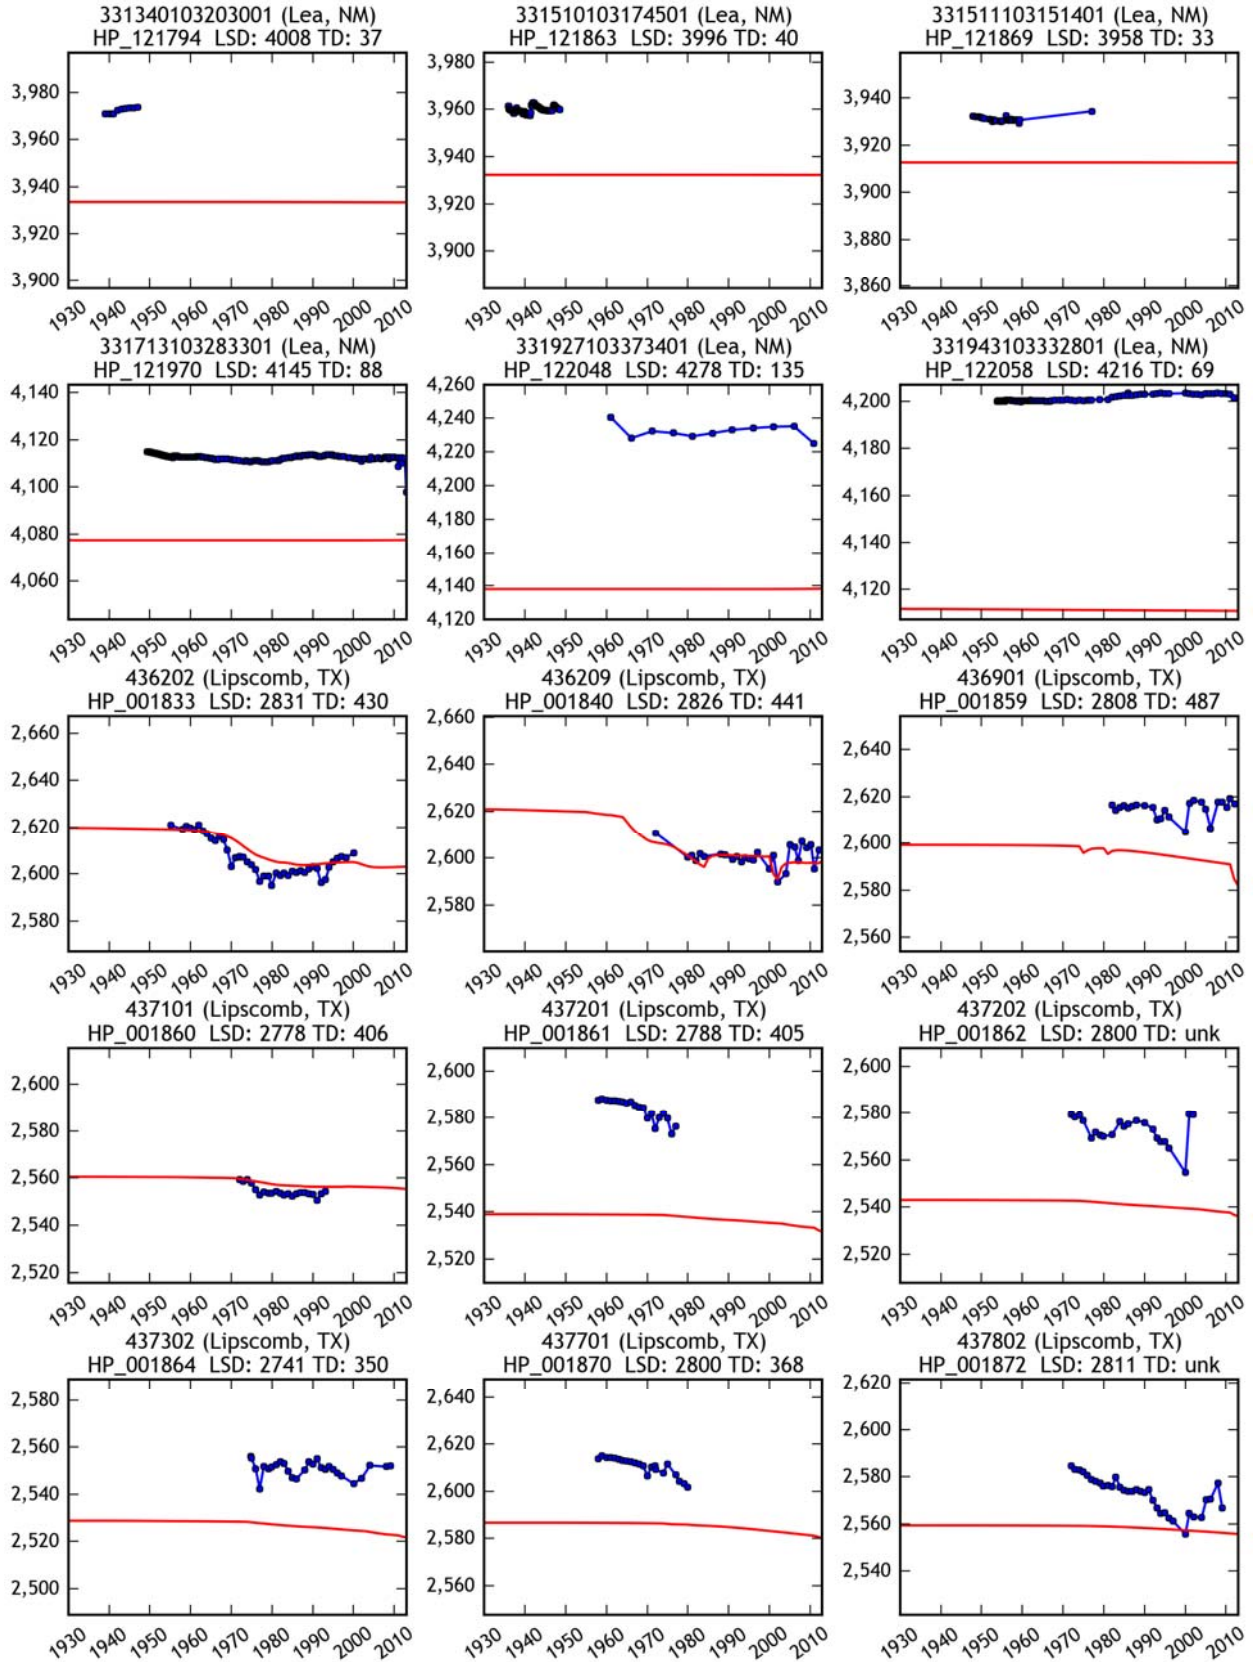 331340103203001 (Lea, NM)
HP_121794 LSD: 4008 TD: 37
3,980
3,960
3,940
3,920
3,900
1930 1940 1950 1960 1970 1980 1990 2000 2010
331510103174501 (Lea, NM)
HP_121863 LSD: 3996 TD: 40
3,980
3,960
3,940
3,920
3,900
1930 1940 1950 1960 1970 1980 1990 2000 2010
331511103151401 (Lea, NM)
HP_121869 LSD: 3958 TD: 33
3,940
3,920
3,900
3,880
3,860
1930 1940 1950 1960 1970 1980 1990 2000 2010
331713103283301 (Lea, NM)
HP_121970 LSD: 4145 TD: 88
4,140
4,120
4,100
4,080
4,060
1930 1940 1950 1960 1970 1980 1990 2000 2010
331927103373401 (Lea, NM)
HP_122048 LSD: 4278 TD: 135
4,260
4,240
4,220
4,200
4,180
4,160
4,140
4,120
1930 1940 1950 1960 1970 1980 1990 2000 2010
331943103332801 (Lea, NM)
HP_122058 LSD: 4216 TD: 69
4,200
4,180
4,160
4,140
4,120
1930 1940 1950 1960 1970 1980 1990 2000 2010
436202 (Lipscomb, TX)
HP_001833 LSD: 2831 TD: 430
2,660
2,640
2,620
2,600
2,580
1930 1940 1950 1960 1970 1980 1990 2000 2010
436209 (Lipscomb, TX)
HP_001840 LSD: 2826 TD: 441
2,660
2,640
2,620
2,600
2,580
1930 1940 1950 1960 1970 1980 1990 2000 2010
436901 (Lipscomb, TX)
HP_001859 LSD: 2808 TD: 487
2,640
2,620
2,600
2,580
2,560
1930 1940 1950 1960 1970 1980 1990 2000 2010
437101 (Lipscomb, TX)
HP_001860 LSD: 2778 TD: 406
2,600
2,580
2,560
2,540
2,520
1930 1940 1950 1960 1970 1980 1990 2000 2010
437201 (Lipscomb, TX)
HP_001861 LSD: 2788 TD: 405
2,600
2,580
2,560
2,540
2,520
1930 1940 1950 1960 1970 1980 1990 2000 2010
437202 (Lipscomb, TX)
HP_001862 LSD: 2800 TD: unk
2,600
2,580
2,560
2,540
2,520
1930 1940 1950 1960 1970 1980 1990 2000 2010
437302 (Lipscomb, TX)
HP_001864 LSD: 2741 TD: 350
2,580
2,560
2,540
2,520
2,500
1930 1940 1950 1960 1970 1980 1990 2000 2010
437701 (Lipscomb, TX)
HP_001870 LSD: 2800 TD: 368
2,640
2,620
2,600
2,580
2,560
1930 1940 1950 1960 1970 1980 1990 2000 2010
437802 (Lipscomb, TX)
HP_001872 LSD: 2811 TD: unk
2,620
2,600
2,580
2,560
2,540
1930 1940 1950 1960 1970 1980 1990 2000 2010